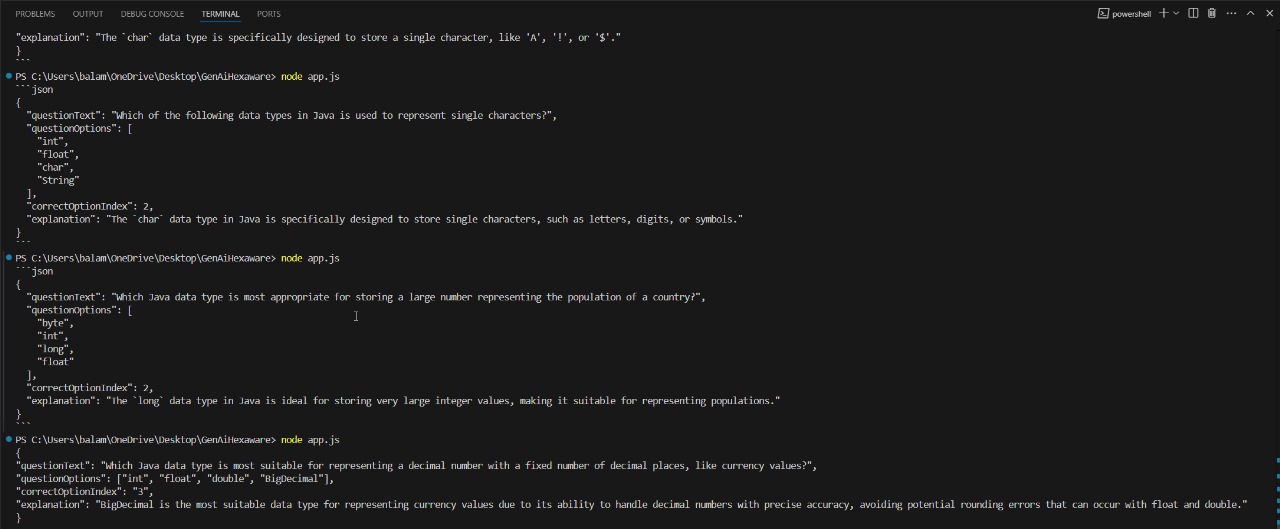 PROBLEMS OUTPUT DEBUG CONSOLE TERMINAL PORTS powershell
"explanation": "The `char` data type is specifically designed to store a single character, like 'A', '!', or '$'."
}
```
PS C:\Users\balam\OneDrive\Desktop\GenAiHexaware> node app.js
```json
{
"questionText": "Which of the following data types in Java is used to represent single characters?",
"questionOptions": [
"int",
"float",
"char",
"String"
],
"correctOptionIndex": 2,
"explanation": "The `char` data type in Java is specifically designed to store single characters, such as letters, digits, or symbols."
}
```
PS C:\Users\balam\OneDrive\Desktop\GenAiHexaware> node app.js
```json
{
"questionText": "Which Java data type is most appropriate for storing a large number representing the population of a country?",
"questionOptions": [
"byte",
"int",
"long",
"float"
],
"correctOptionIndex": 2,
"explanation": "The `long` data type in Java is ideal for storing very large integer values, making it suitable for representing populations."
}
```
PS C:\Users\balam\OneDrive\Desktop\GenAiHexaware> node app.js
{
"questionText": "Which Java data type is most suitable for representing a decimal number with a fixed number of decimal places, like currency values?",
"questionOptions": ["int", "float", "double", "BigDecimal"],
"correctOptionIndex": "3",
"explanation": "BigDecimal is the most suitable data type for representing currency values due to its ability to handle decimal numbers with precise accuracy, avoiding potential rounding errors that can occur with float and double."
}